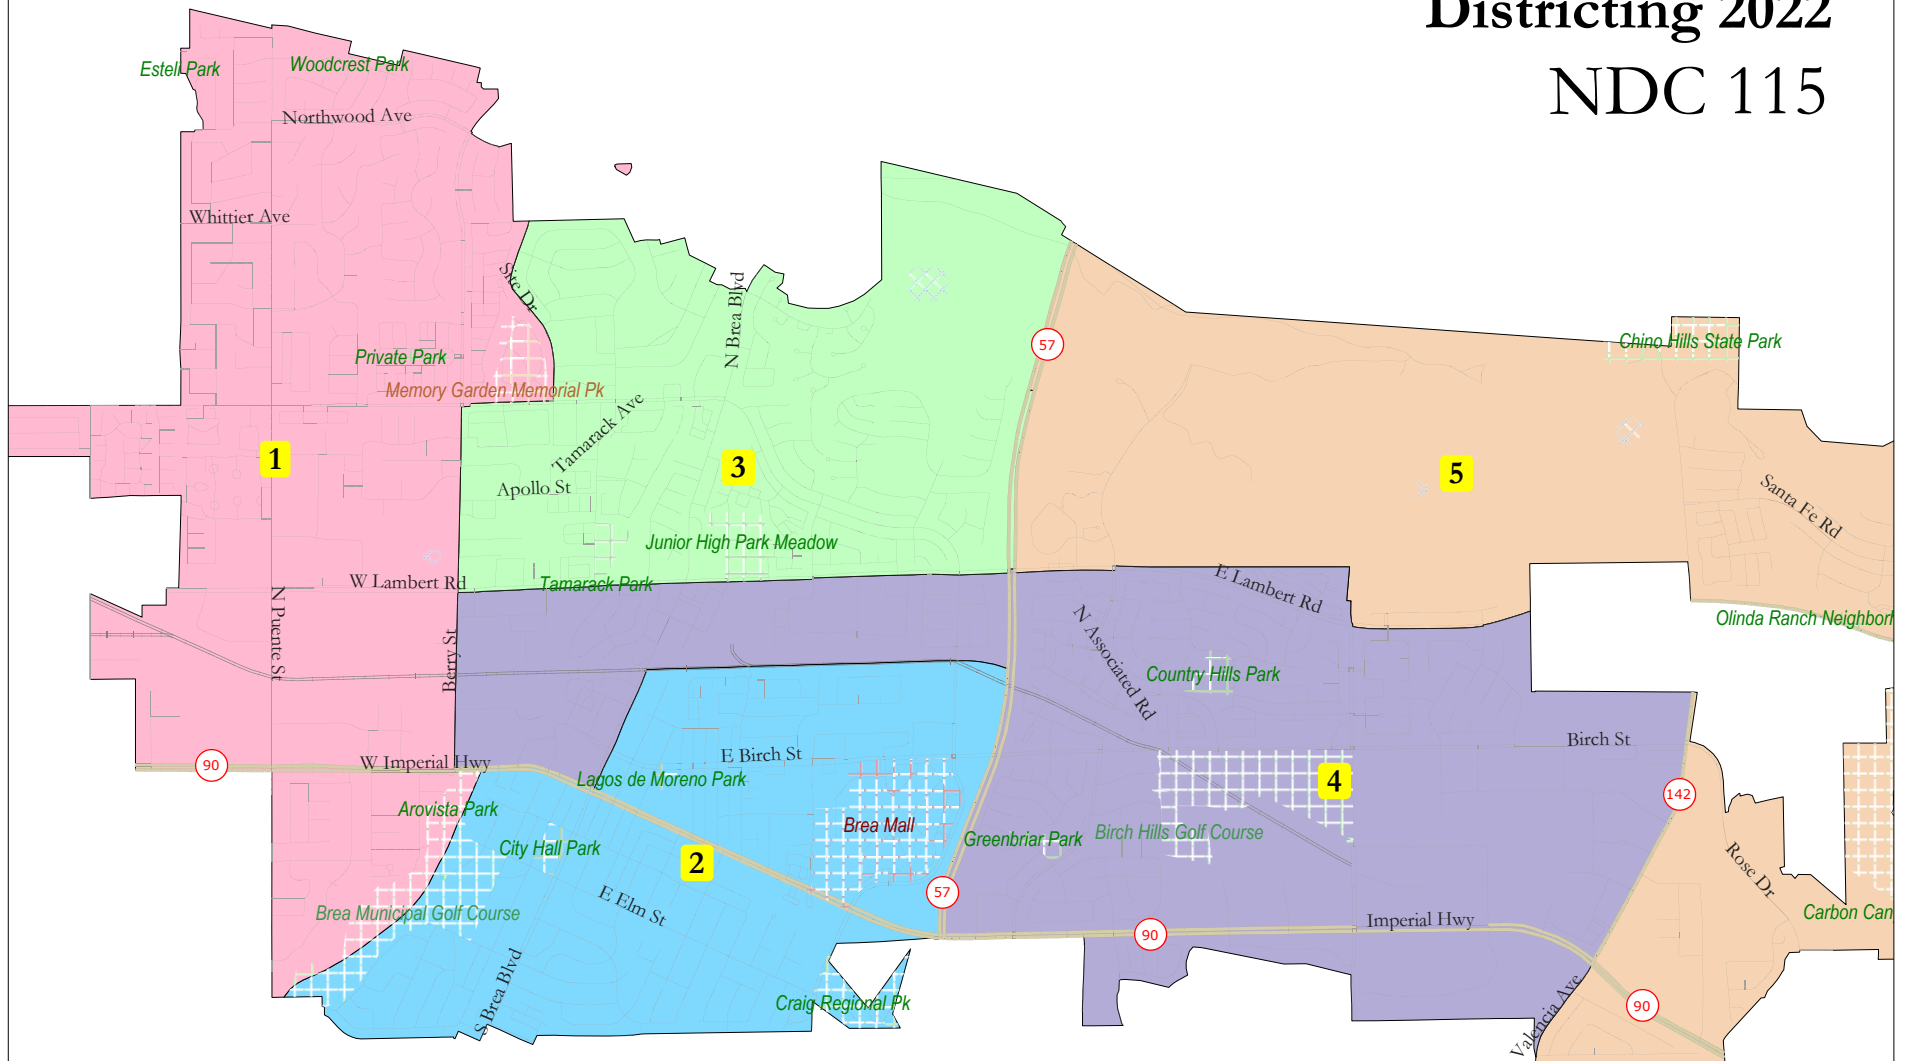 Districting 2022
NDC 115
Estell Park
Woodcrest Park
Northwood Ave
Whittier Ave
Site Dr
N Brea Blvd
57
Chino Hills State Park
Private Park
Memory Garden Memorial Pk
Tamarack Ave
1
3
5
Apollo St
Santa Fe Rd
Junior High Park Meadow
W Lambert Rd
Tamarack Park
E Lambert Rd
N Puente St
Berry St
N Associated Rd
Olinda Ranch Neighborh
Country Hills Park
Birch St
E Birch St
90
W Imperial Hwy
Lagos de Moreno Park
4
142
Arovista Park
Brea Mall
City Hall Park
2
Greenbriar Park
Birch Hills Golf Course
Rose Dr
57
E Elm St
Brea Municipal Golf Course
Carbon Can
Imperial Hwy
90
S Brea Blvd
Craig Regional Pk
Valencia Ave
90